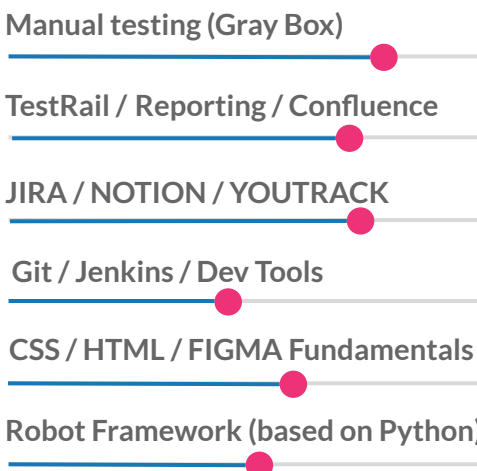 Manual testing (Gray Box)
TestRail / Reporting / Confluence
JIRA / NOTION / YOUTRACK
Git / Jenkins / Dev Tools
CSS / HTML / FIGMA Fundamentals
Robot Framework (based on Python)